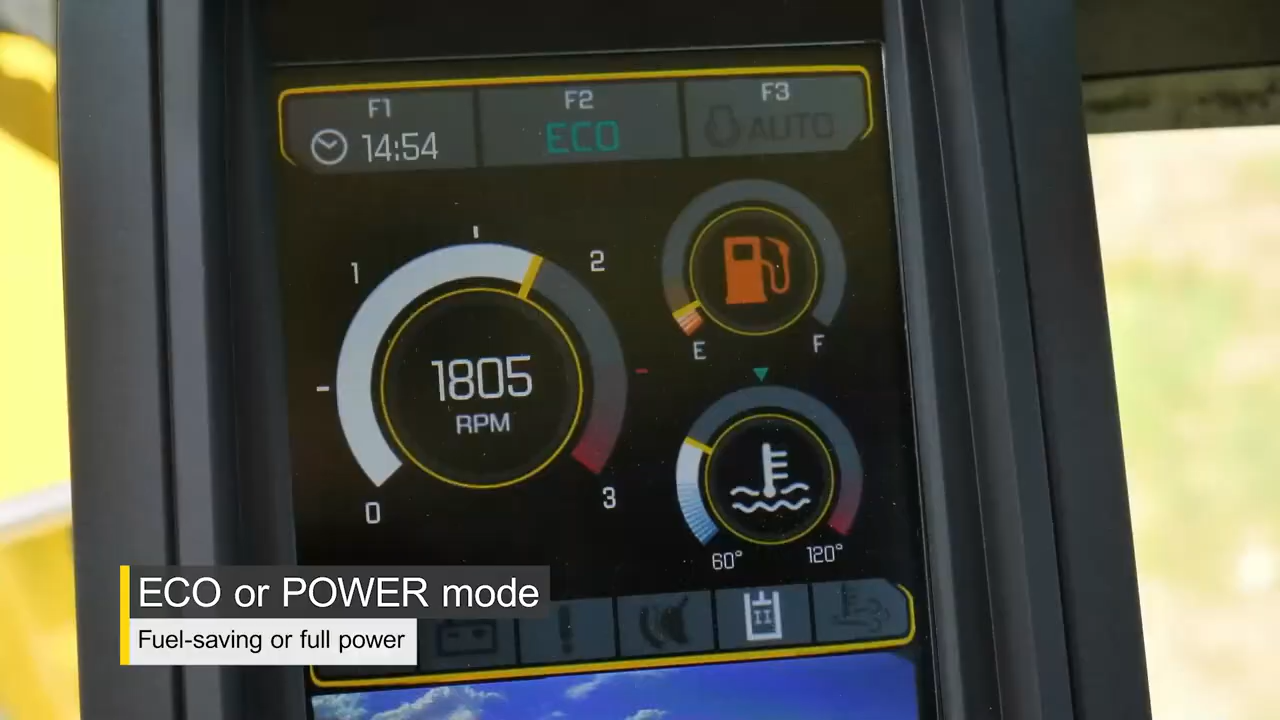 F1
14:54
F2
ECO
F3
AUTO
1
2
0
3
1805
RPM
E
F
60°
120°
II
ECO or POWER mode
Fuel-saving or full power